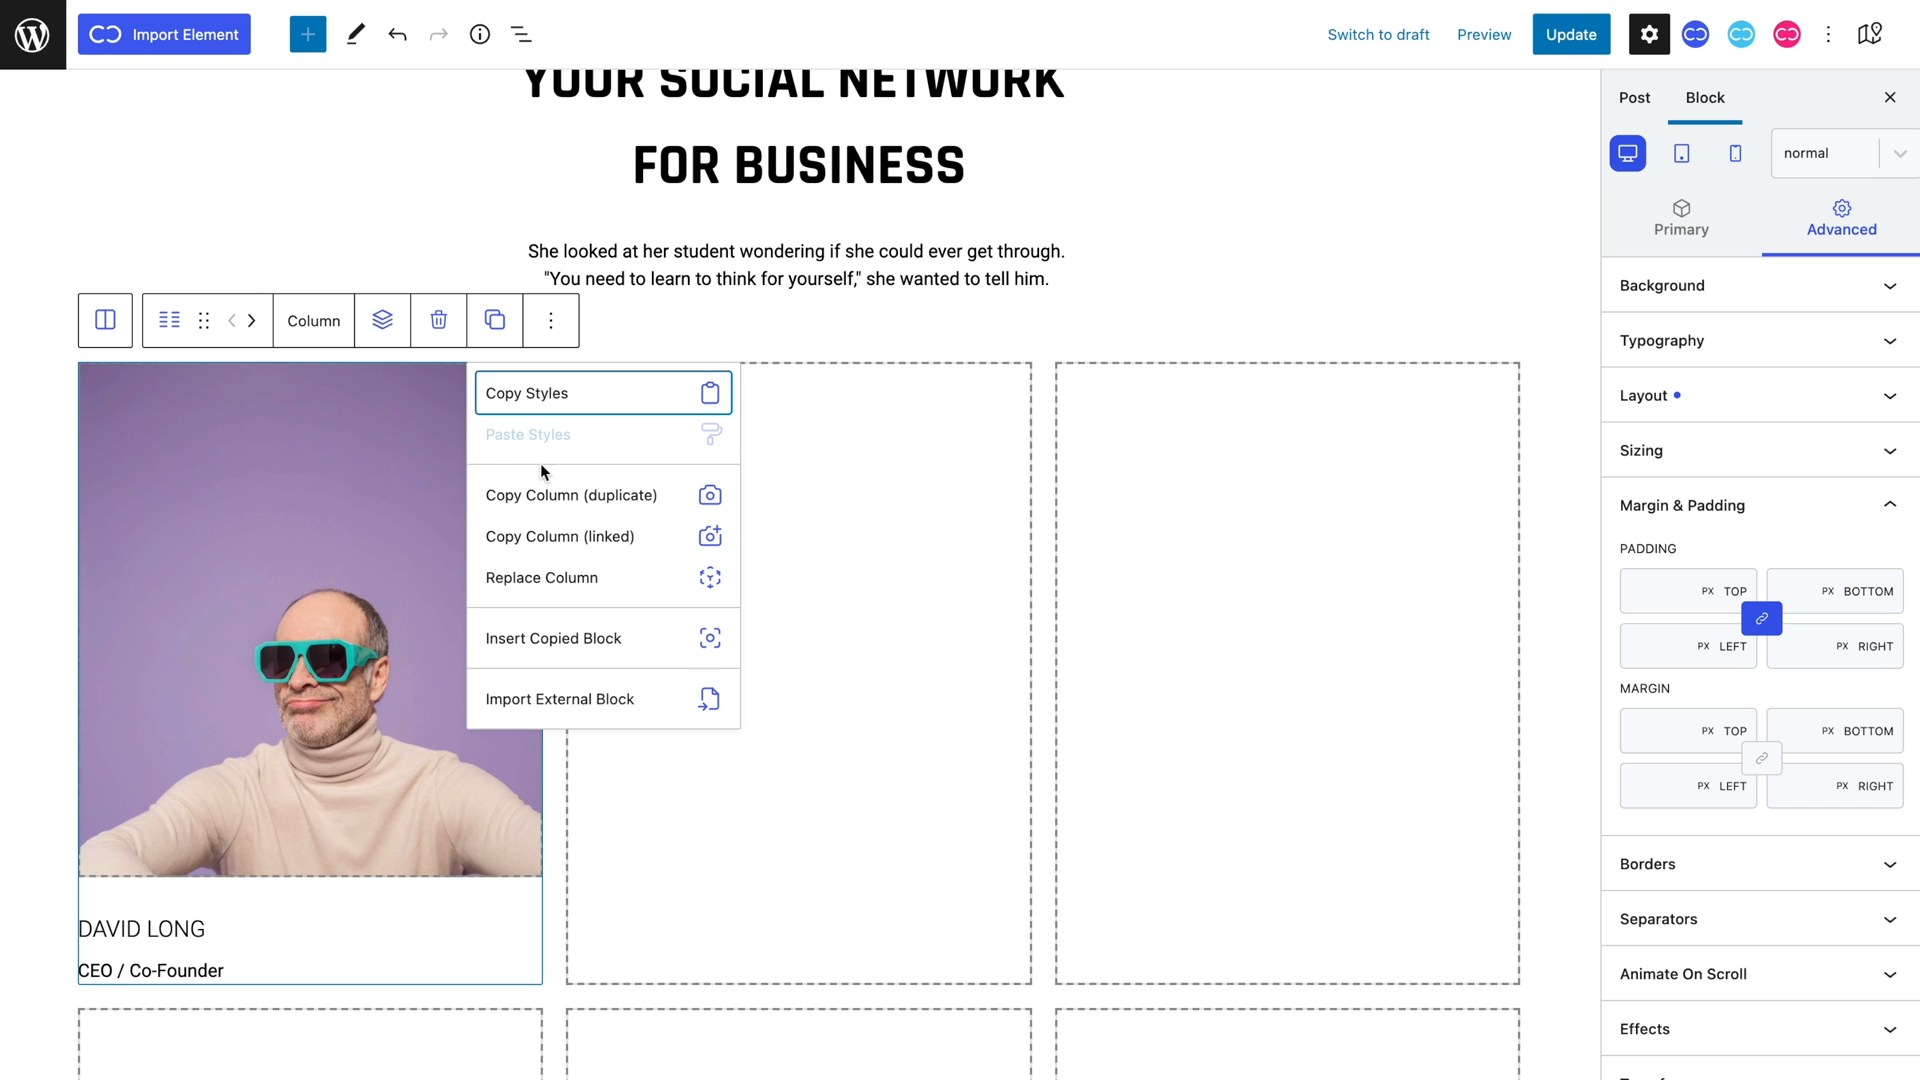 Import Element
Switch to draft
Preview
Update
YOUR SOCIAL NETWORK
FOR BUSINESS
She looked at her student wondering if she could ever get through.
"You need to learn to think for yourself," she wanted to tell him.
Column
Copy Styles
Paste Styles
Copy Column (duplicate)
Copy Column (linked)
Replace Column
Insert Copied Block
Import External Block
DAVID LONG
CEO / Co-Founder
Post
Block
normal
Primary
Advanced
Background
Typography
Layout
Sizing
Margin & Padding
PADDING
PX TOP
PX BOTTOM
PX LEFT
PX RIGHT
MARGIN
PX TOP
PX BOTTOM
PX LEFT
PX RIGHT
Borders
Separators
Animate On Scroll
Effects